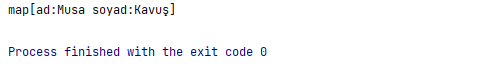 map[ad:Musa soyad:Kavuş]
Process finished with the exit code 0